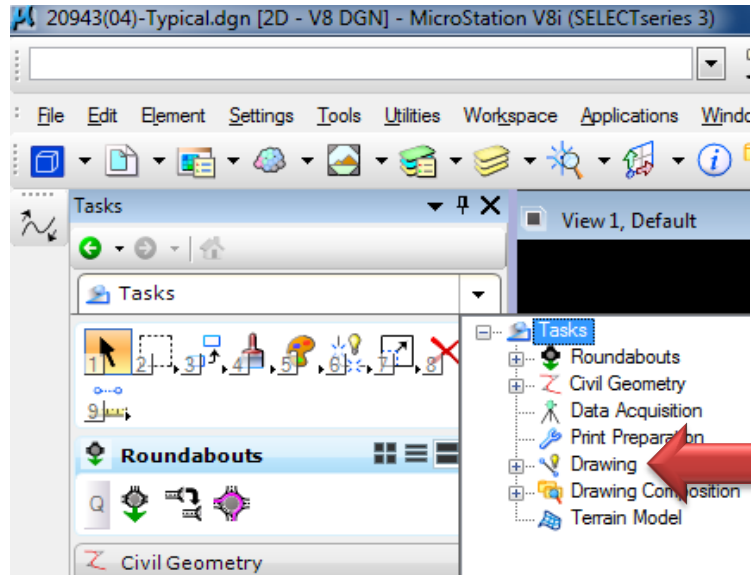 20943(04)-Typical.dgn [2D - V8 DGN] - MicroStation V8i (SELECTseries 3)
File Edit Element Settings Tools Utilities Workspace Applications Windo
Tasks
View 1, Default
Tasks
1 2 3 4 5 6 7 8
9
Roundabouts
Q
Civil Geometry
Tasks
Roundabouts
Civil Geometry
Data Acquisition
Print Preparation
Drawing
Drawing Composition
Terrain Model